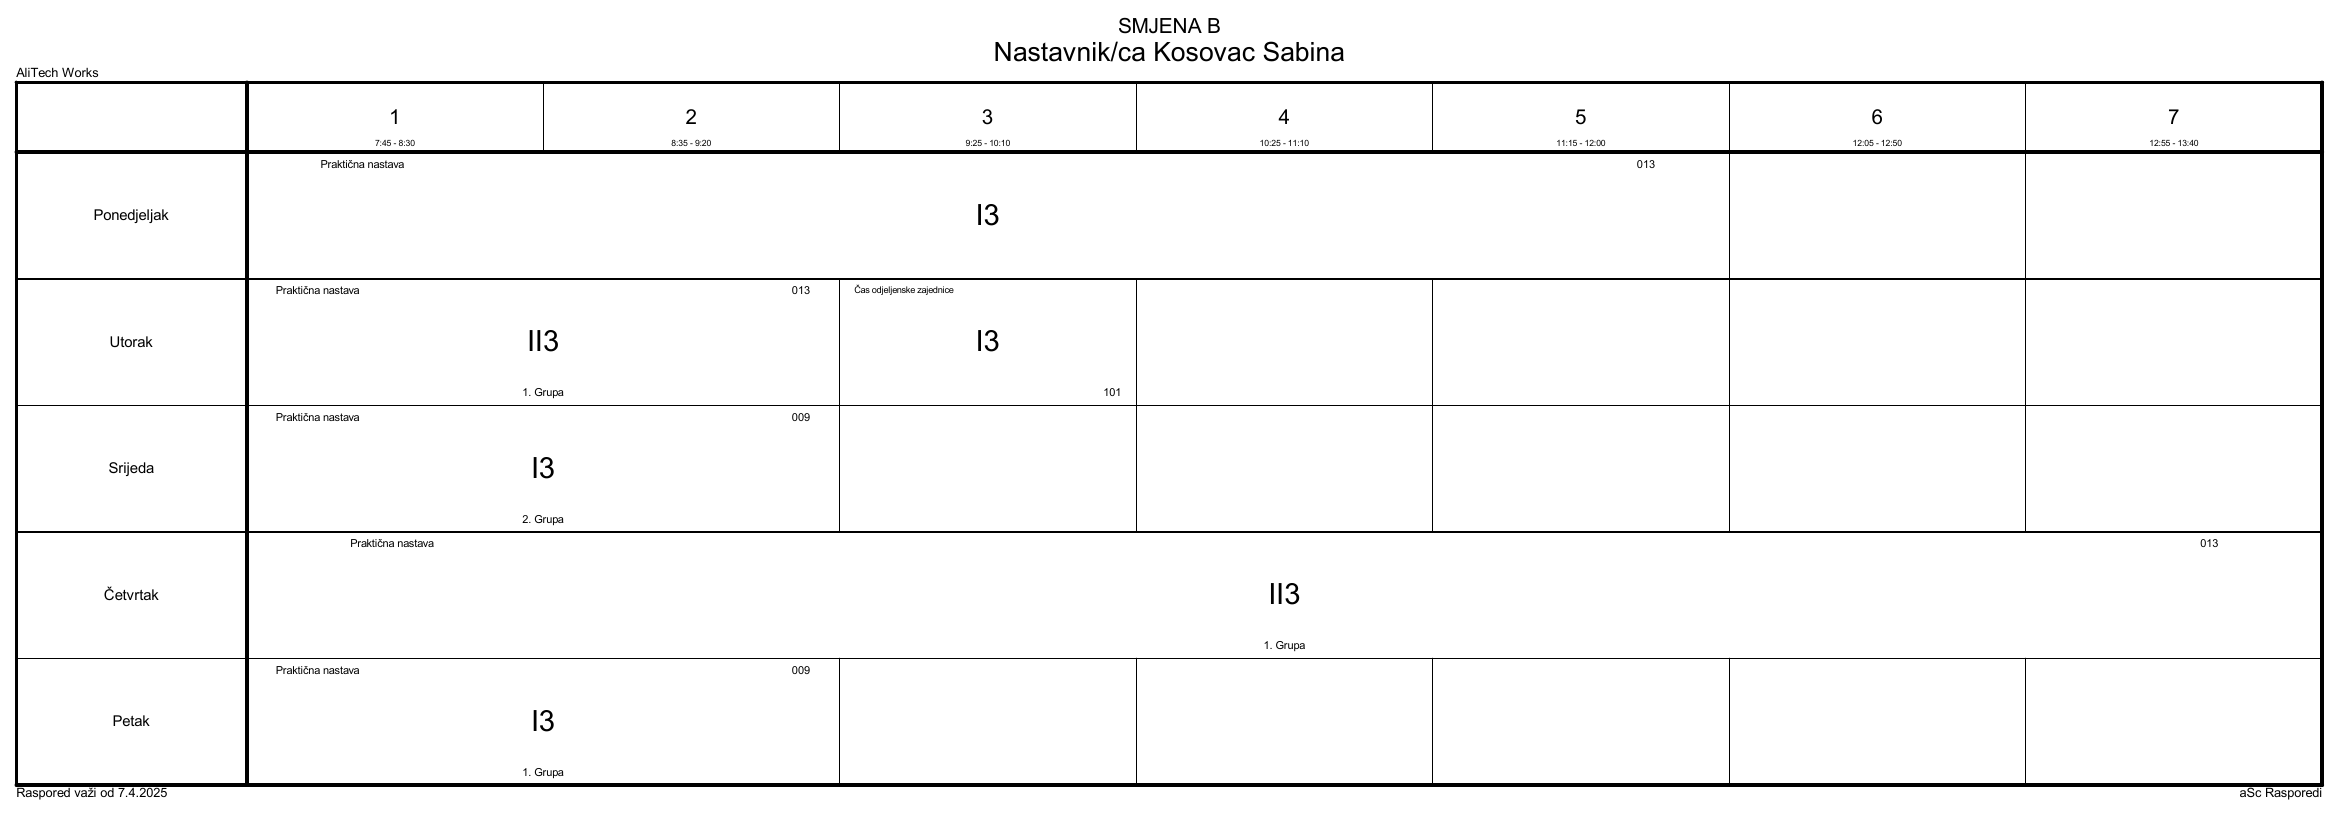 SMJENA B
Nastavnik/ca Kosovac Sabina
AliTech Works
1 2 3 4 5 6 7
7:45 - 8:30 8:35 - 9:20 9:25 - 10:10 10:25 - 11:10 11:15 - 12:00 12:05 - 12:50 12:55 - 13:40
Praktična nastava 013
Ponedjeljak I3
Praktična nastava 013 Čas odjeljenske zajednice
Utorak II3 I3
1. Grupa 101
Praktična nastava 009
Srijeda I3
2. Grupa
Praktična nastava 013
Četvrtak II3
1. Grupa
Praktična nastava 009
Petak I3
1. Grupa
Raspored važi od 7.4.2025 aSc Rasporedi